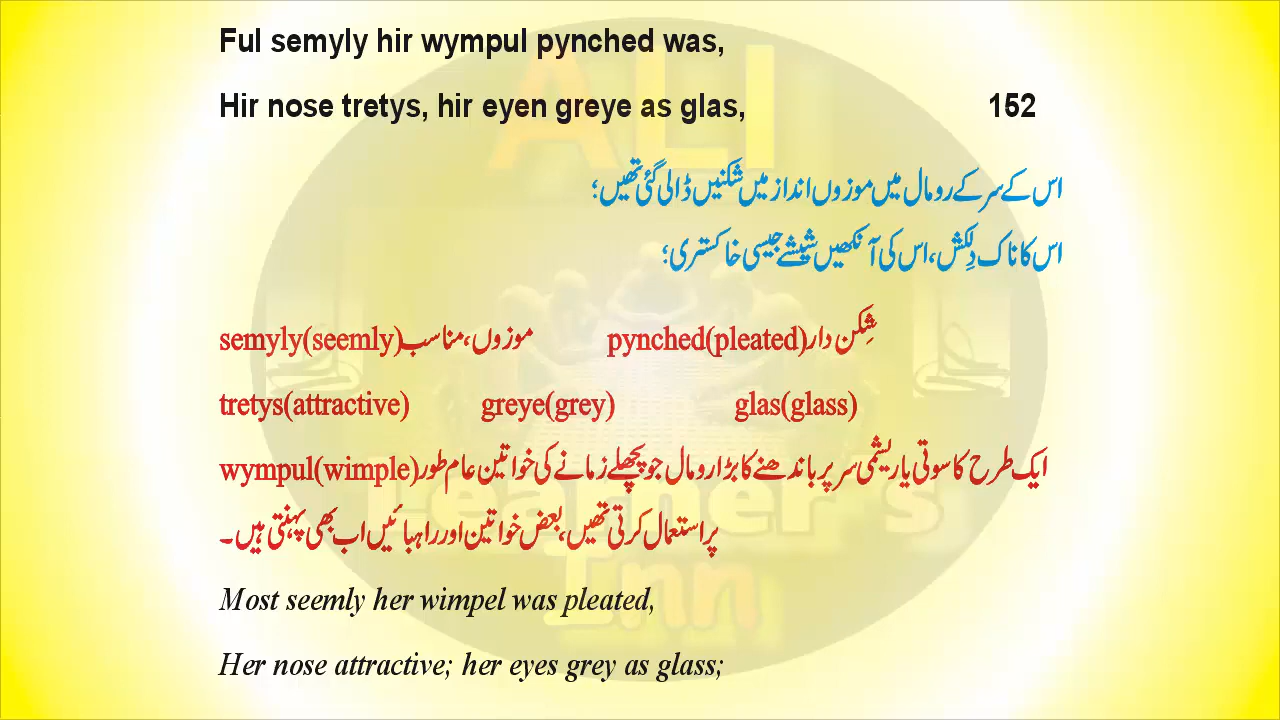 Ful semyly hir wympul pynched was,
Hir nose tretys, hir eyen greye as glas, 152
اس کے سر کے رومال میں موزوں انداز میں شکنیں ڈالی گئی تھیں؛
اس کا ناک دِلکش، اس کی آنکھیں شیشے جیسی خاکستری؛
semyly(seemly)موزوں، مناسب pynched(pleated)شِکن دار
tretys(attractive) greye(grey) glas(glass)
wympul(wimple)ایک طرح کا سوتی یا ریشمی سر پر باندھنے کا بڑا رومال جو پچھلے زمانے کی خواتین عام طور
پر استعمال کرتی تھیں، بعض خواتین اور راہبائیں اب بھی پہنتی ہیں۔
Most seemly her wimpel was pleated,
Her nose attractive; her eyes grey as glass;
ALI
Learner's
Inn